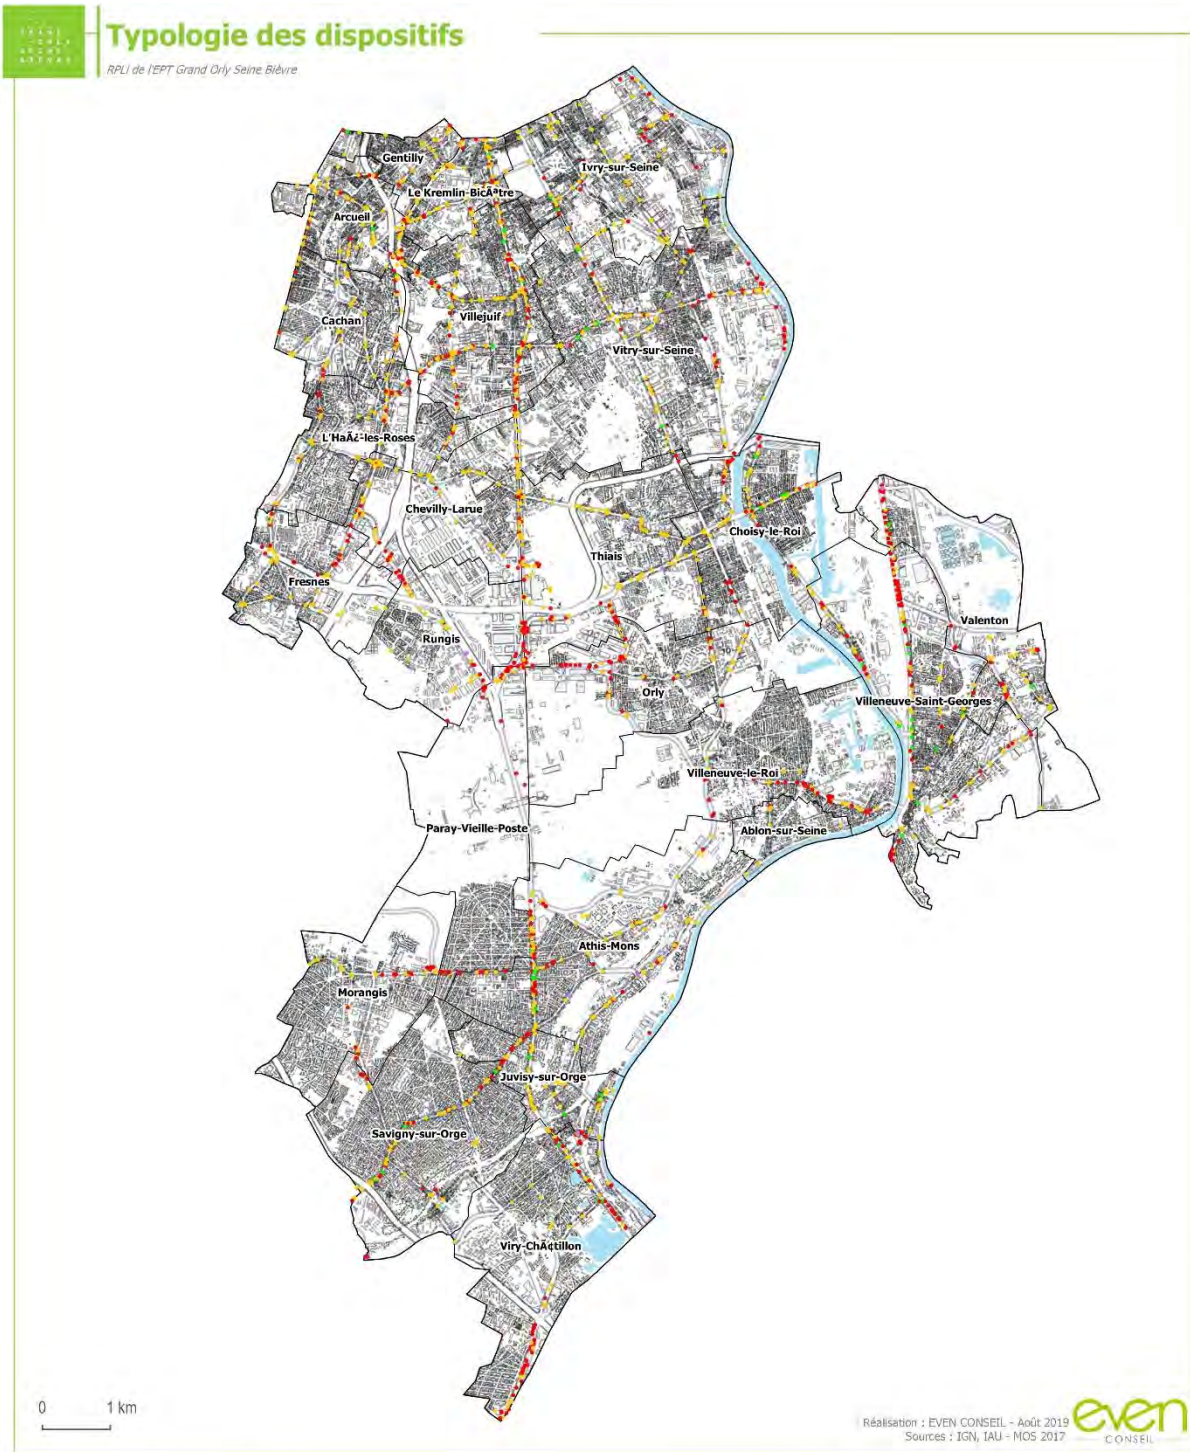 Typologie des dispositifs
RPLi de l'EPT Grand Orly Seine Bièvre
Gentilly
Ivry-sur-Seine
Le Kremlin-BicÃªtre
Arcueil
Cachan
Villejuif
Vitry-sur-Seine
L'HaÃ¿-les-Roses
Chevilly-Larue
Choisy-le-Roi
Thiais
Fresnes
Valenton
Rungis
Orly
Villeneuve-Saint-Georges
Villeneuve-le-Roi
Paray-Vieille-Poste
Ablon-sur-Seine
Athis-Mons
Morangis
Juvisy-sur-Orge
Savigny-sur-Orge
Viry-ChÃ¢tillon
0 1 km
Réalisation : EVEN CONSEIL - Août 2019
Sources : IGN, IAU - MOS 2017
even
CONSEIL